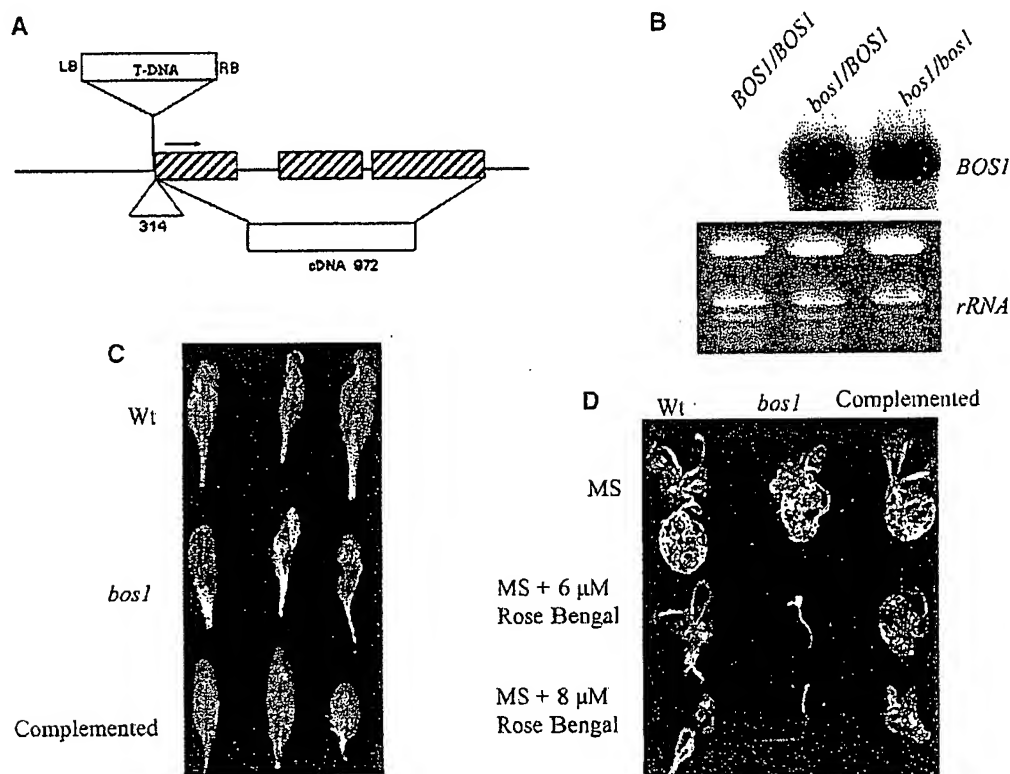 A
LB T-DNA RB
314
cDNA 972
B
BOS1/BOS1
bos1/BOS1
bos1/bos1
BOS1
rRNA
C
Wt
bos1
Complemented
D
Wt bos1 Complemented
MS
MS + 6 μM
Rose Bengal
MS + 8 μM
Rose Bengal